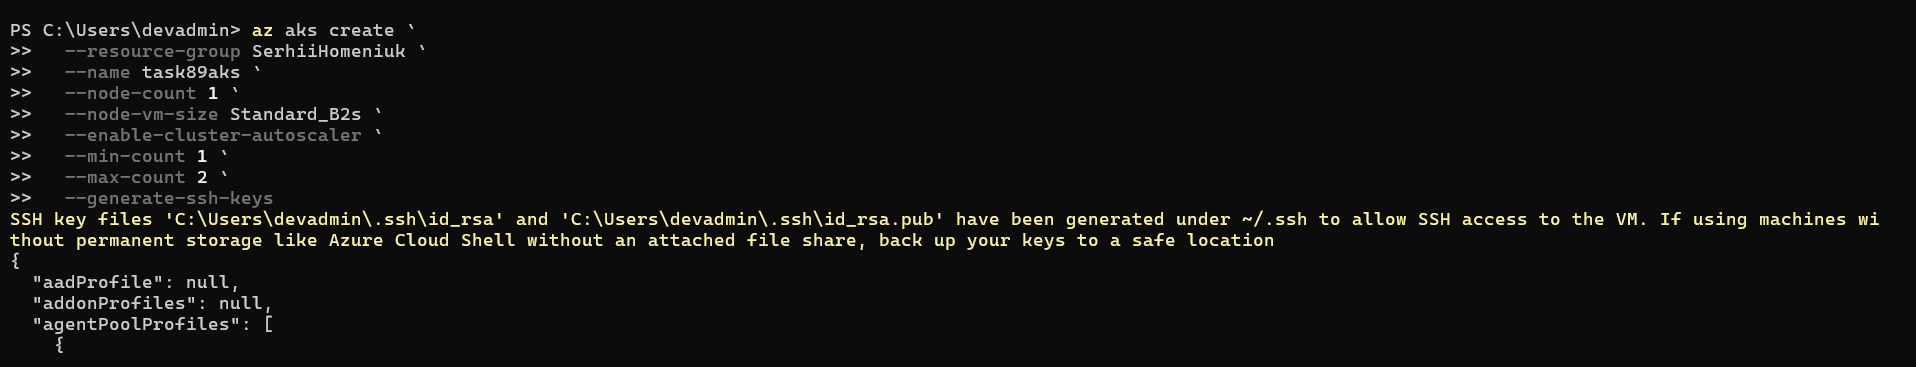 PS C:\Users\devadmin> az aks create `
>>   --resource-group SerhiiHomeniuk `
>>   --name task89aks `
>>   --node-count 1 `
>>   --node-vm-size Standard_B2s `
>>   --enable-cluster-autoscaler `
>>   --min-count 1 `
>>   --max-count 2 `
>>   --generate-ssh-keys
SSH key files 'C:\Users\devadmin\.ssh\id_rsa' and 'C:\Users\devadmin\.ssh\id_rsa.pub' have been generated under ~/.ssh to allow SSH access to the VM. If using machines wi
thout permanent storage like Azure Cloud Shell without an attached file share, back up your keys to a safe location
{
  "aadProfile": null,
  "addonProfiles": null,
  "agentPoolProfiles": [
    {